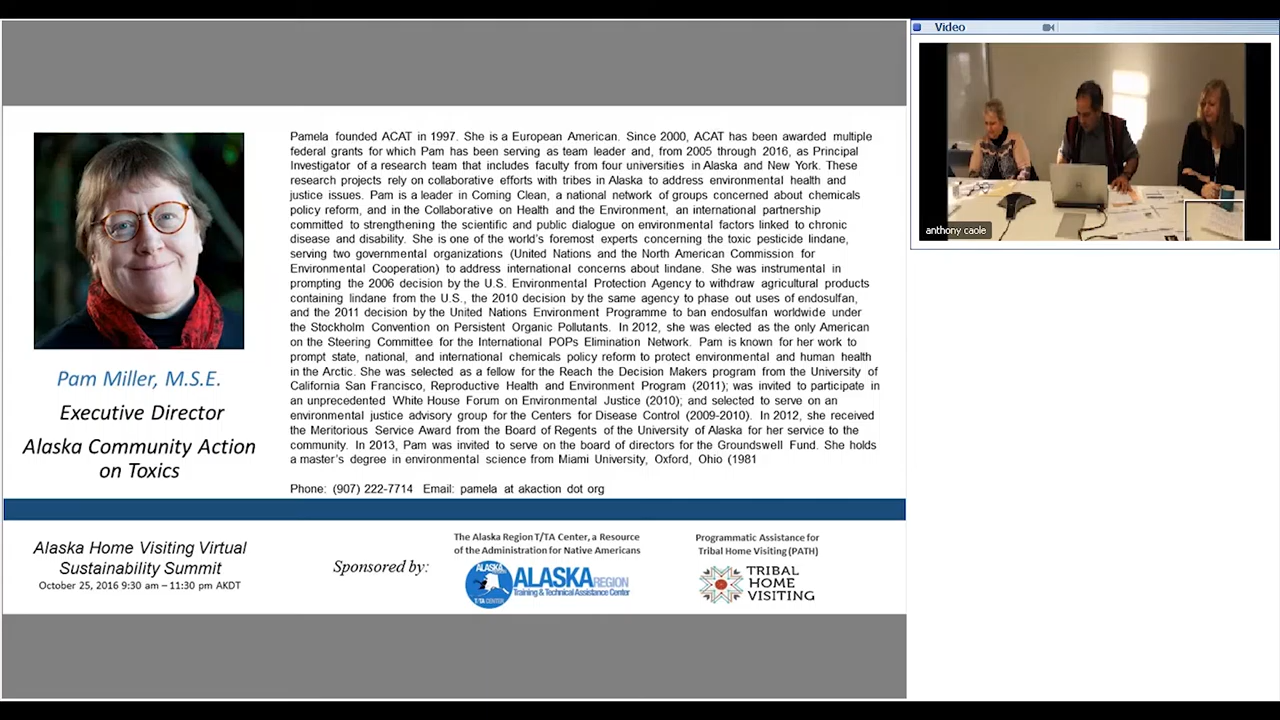 Pamela founded ACAT in 1997. She is a European American. Since 2000, ACAT has been awarded multiple
federal grants for which Pam has been serving as team leader and, from 2005 through 2016, as Principal
Investigator of a research team that includes faculty from four universities in Alaska and New York. These
research projects rely on collaborative efforts with tribes in Alaska to address environmental health and
justice issues. Pam is a leader in Coming Clean, a national network of groups concerned about chemicals
policy reform, and in the Collaborative on Health and the Environment, an international partnership
committed to strengthening the scientific and public dialogue on environmental factors linked to chronic
disease and disability. She is one of the world's foremost experts concerning the toxic pesticide lindane,
serving two governmental organizations (United Nations and the North American Commission for
Environmental Cooperation) to address international concerns about lindane. She was instrumental in
prompting the 2006 decision by the U.S. Environmental Protection Agency to withdraw agricultural products
containing lindane from the U.S., the 2010 decision by the same agency to phase out uses of endosulfan,
and the 2011 decision by the United Nations Environment Programme to ban endosulfan worldwide under
the Stockholm Convention on Persistent Organic Pollutants. In 2012, she was elected as the only American
on the Steering Committee for the International POPs Elimination Network. Pam is known for her work to
prompt state, national, and international chemicals policy reform to protect environmental and human health
in the Arctic. She was selected as a fellow for the Reach the Decision Makers program from the University of
California San Francisco, Reproductive Health and Environment Program (2011); was invited to participate in
an unprecedented White House Forum on Environmental Justice (2010); and selected to serve on an
environmental justice advisory group for the Centers for Disease Control (2009-2010). In 2012, she received
the Meritorious Service Award from the Board of Regents of the University of Alaska for her service to the
community. In 2013, Pam was invited to serve on the board of directors for the Groundswell Fund. She holds
a master's degree in environmental science from Miami University, Oxford, Ohio (1981
Phone: (907) 222-7714 Email: pamela at akaction dot org
Pam Miller, M.S.E.
Executive Director
Alaska Community Action
on Toxics
Alaska Home Visiting Virtual
Sustainability Summit
October 25, 2016 9:30 am – 11:30 pm AKDT
Sponsored by:
The Alaska Region T/TA Center, a Resource
of the Administration for Native Americans
ALASKA
T/TA CENTER
ALASKA REGION
Training & Technical Assistance Center
Programmatic Assistance for
Tribal Home Visiting (PATH)
TRIBAL
HOME
VISITING
Video
anthony caole